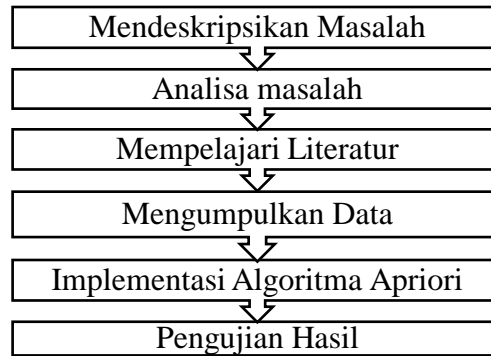 Mendeskripsikan Masalah
Analisa masalah
Mempelajari Literatur
Mengumpulkan Data
Implementasi Algoritma Apriori
Pengujian Hasil